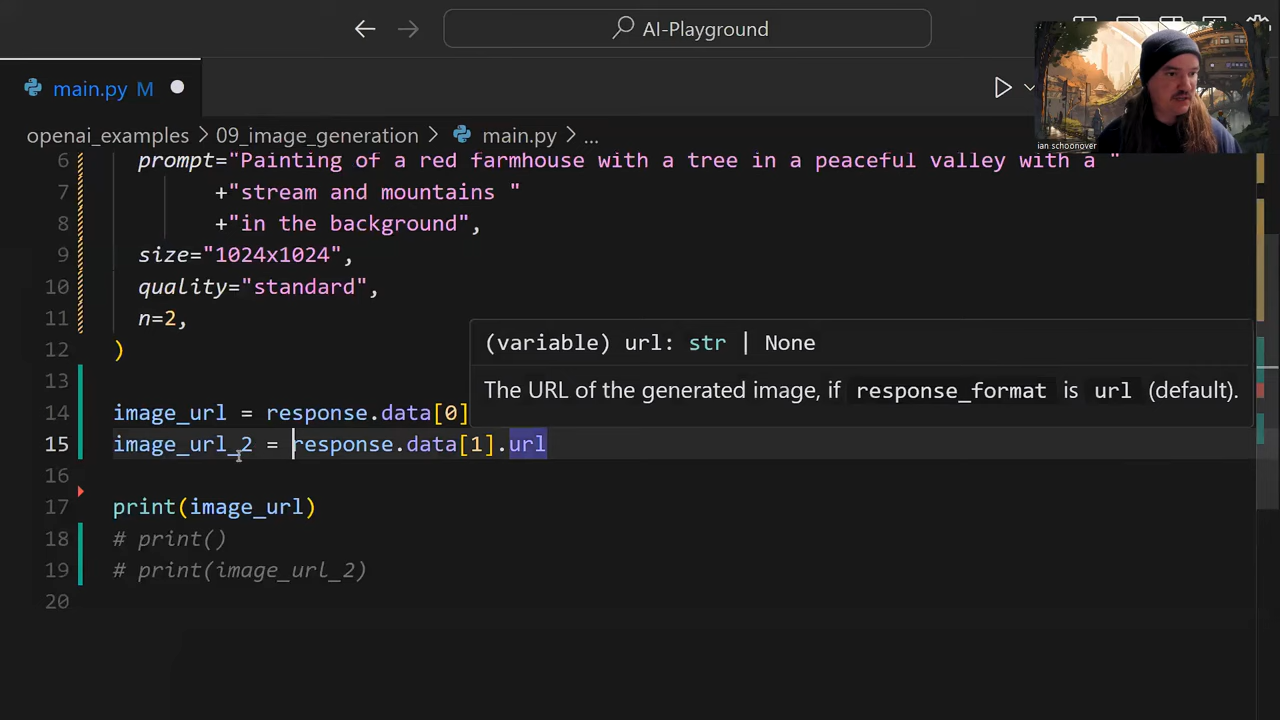 AI-Playground
main.py M
openai_examples > 09_image_generation > main.py > ...
ian schoonover
6 prompt="Painting of a red farmhouse with a tree in a peaceful valley with a "
7 +"stream and mountains "
8 +"in the background",
9 size="1024x1024",
10 quality="standard",
11 n=2,
12 )
(variable) url: str | None
The URL of the generated image, if response_format is url (default).
13
14 image_url = response.data[0]
15 image_url_2 = response.data[1].url
16
17 print(image_url)
18 # print()
19 # print(image_url_2)
20